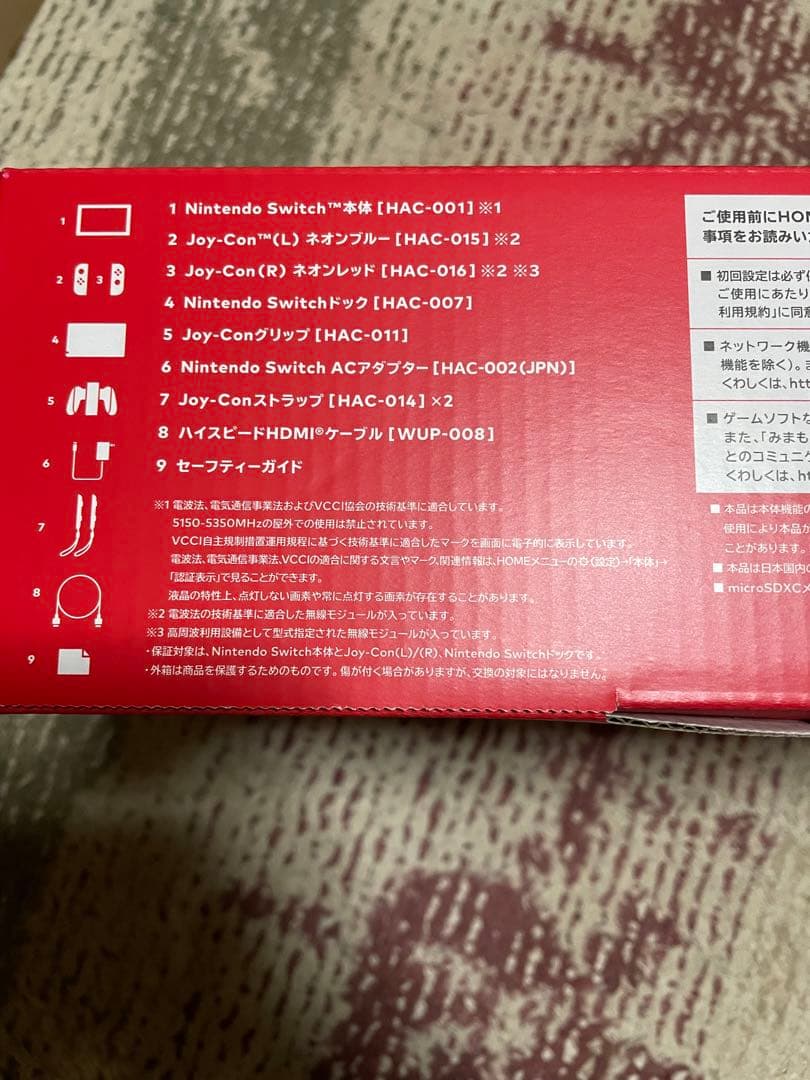 1 Nintendo Switch™本体 [HAC-001] ※1
2 Joy-Con™(L) ネオンブルー [HAC-015] ※2
3 Joy-Con(R) ネオンレッド [HAC-016] ※2 ※3
4 Nintendo Switchドック [HAC-007]
5 Joy-Conグリップ [HAC-011]
6 Nintendo Switch ACアダプター [HAC-002(JPN)]
7 Joy-Conストラップ [HAC-014] ×2
8 ハイスピードHDMI®ケーブル [WUP-008]
9 セーフティーガイド
1
2 3
4
5
6
7
8
9
※1 電波法、電気通信事業法およびVCCI協会の技術基準に適合しています。
5150-5350MHzの屋外での使用は禁止されています。
VCCI自主規制措置運用規程に基づく技術基準に適合したマークを画面に電子的に表示しています。
電波法、電気通信事業法、VCCIの適合に関する文言やマーク、関連情報は、HOMEメニューの(設定)→「本体」→
「認証表示」で見ることができます。
液晶の特性上、点灯しない画素や常に点灯する画素が存在することがあります。
※2 電波法の技術基準に適合した無線モジュールが入っています。
※3 高周波利用設備として型式指定された無線モジュールが入っています。
・保証対象は、Nintendo Switch本体とJoy-Con(L)/(R)、Nintendo Switchドックです。
・外箱は商品を保護するためのものです。傷が付く場合がありますが、交換の対象にはなりません。
ご使用前にHOM
事項をお読みい
■ 初回設定は必ず
ご使用にあたり
利用規約」に同意
■ ネットワーク機
機能を除く)。ま
くわしくは、htt
■ ゲームソフトな
また、「みまも
とのコミュニケ
くわしくは、ht
■ 本品は本体機能の
使用により本品が
ことがあります。
■ 本品は日本国内の
■ microSDXCメ